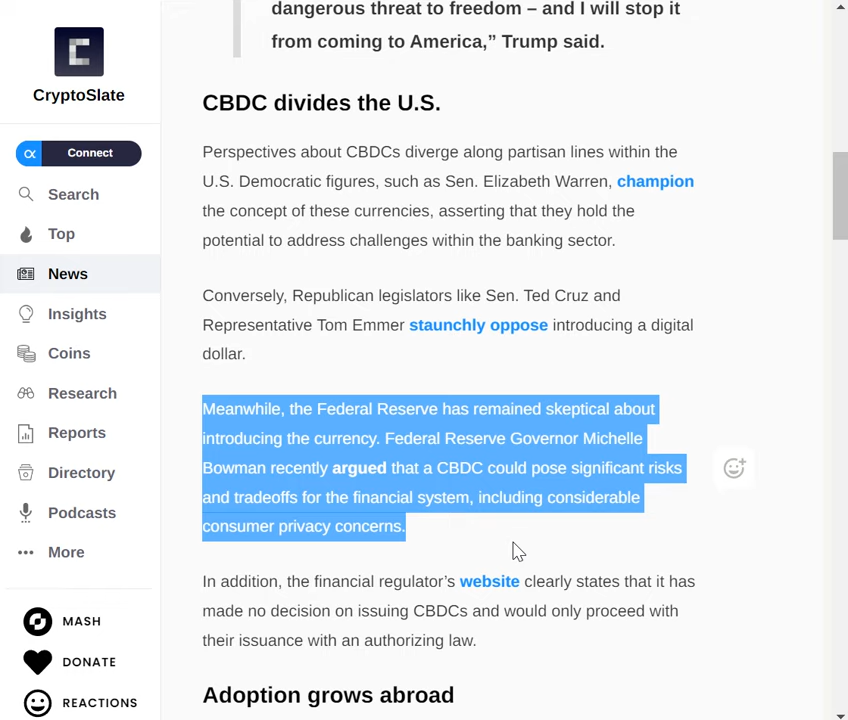 CryptoSlate
Connect
Search
Top
News
Insights
Coins
Research
Reports
Directory
Podcasts
More
MASH
DONATE
REACTIONS
dangerous threat to freedom – and I will stop it
from coming to America,” Trump said.
CBDC divides the U.S.
Perspectives about CBDCs diverge along partisan lines within the
U.S. Democratic figures, such as Sen. Elizabeth Warren, champion
the concept of these currencies, asserting that they hold the
potential to address challenges within the banking sector.
Conversely, Republican legislators like Sen. Ted Cruz and
Representative Tom Emmer staunchly oppose introducing a digital
dollar.
Meanwhile, the Federal Reserve has remained skeptical about
introducing the currency. Federal Reserve Governor Michelle
Bowman recently argued that a CBDC could pose significant risks
and tradeoffs for the financial system, including considerable
consumer privacy concerns.
In addition, the financial regulator’s website clearly states that it has
made no decision on issuing CBDCs and would only proceed with
their issuance with an authorizing law.
Adoption grows abroad